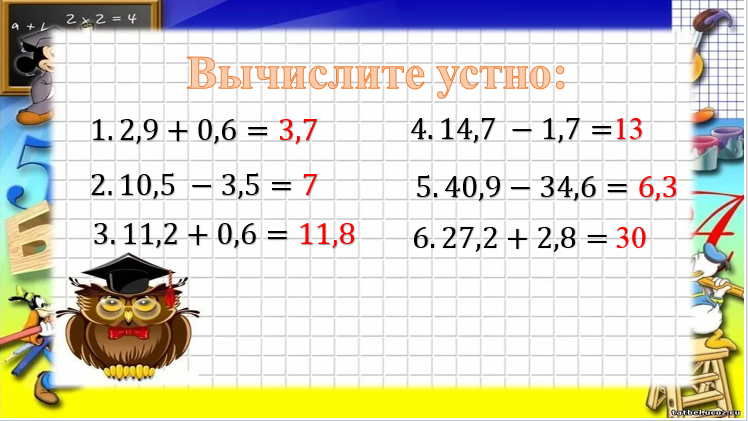 a +
2 × 2 = 4
Вычислите устно:
1. 2,9 + 0,6 = 3,7
2. 10,5 − 3,5 = 7
3. 11,2 + 0,6 = 11,8
4. 14,7 − 1,7 =13
5. 40,9 − 34,6 = 6,3
6. 27,2 + 2,8 = 30